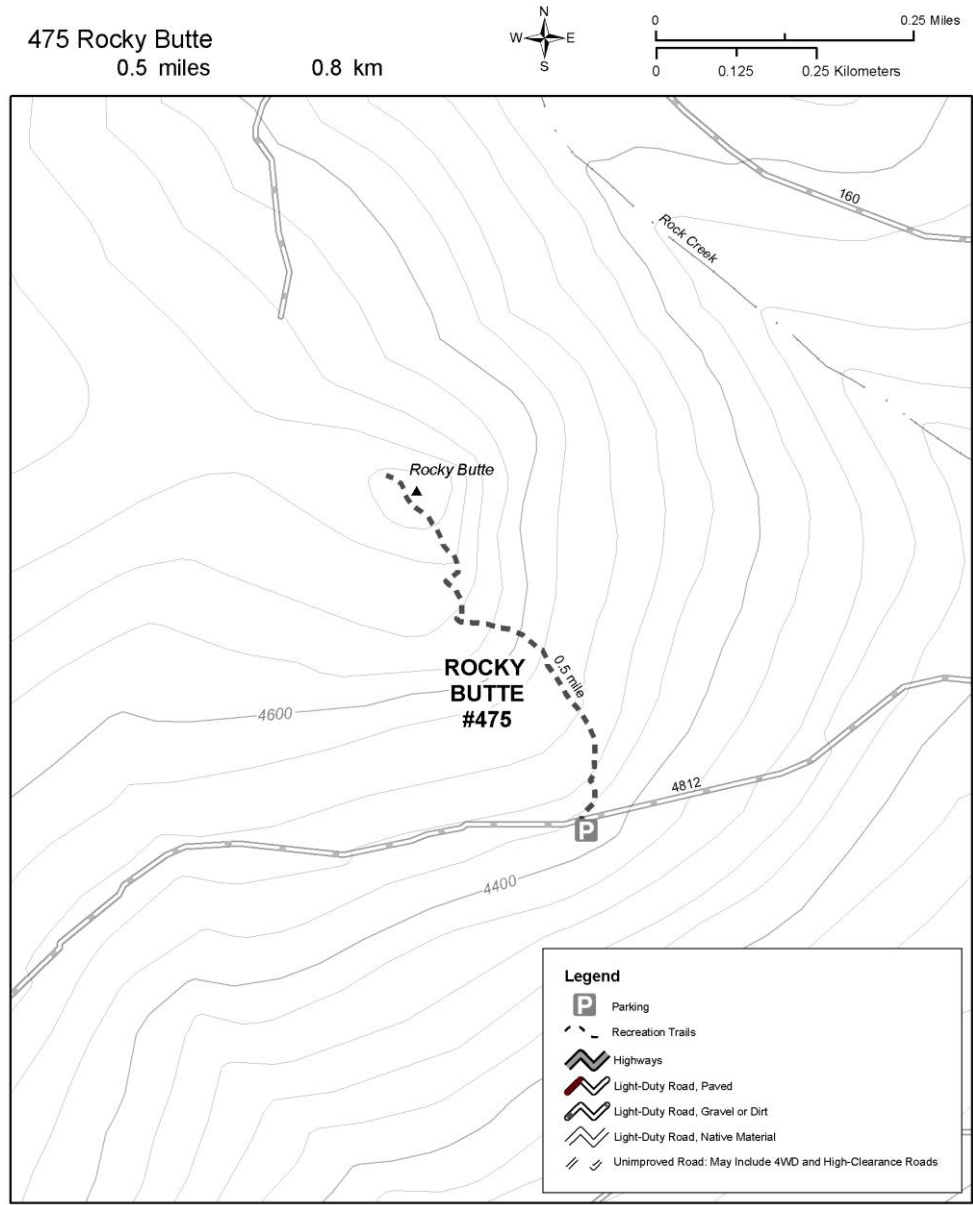 475 Rocky Butte
0.5 miles 0.8 km
N
W E
S
0 0.25 Miles
0 0.125 0.25 Kilometers
160
Rock Creek
Rocky Butte
ROCKY
BUTTE
#475
0.5 mile
4600
4812
P
4400
Legend
P Parking
Recreation Trails
Highways
Light-Duty Road, Paved
Light-Duty Road, Gravel or Dirt
Light-Duty Road, Native Material
Unimproved Road: May Include 4WD and High-Clearance Roads